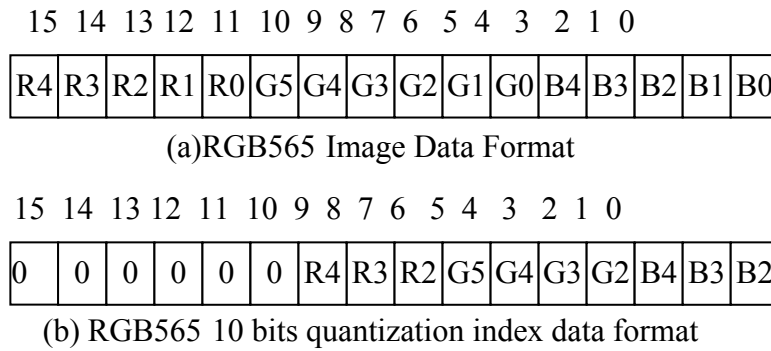 15 14 13 12 11 10 9 8 7 6 5 4 3 2 1 0
R4 R3 R2 R1 R0 G5 G4 G3 G2 G1 G0 B4 B3 B2 B1 B0
(a)RGB565 Image Data Format
15 14 13 12 11 10 9 8 7 6 5 4 3 2 1 0
0 0 0 0 0 0 R4 R3 R2 G5 G4 G3 G2 B4 B3 B2
(b) RGB565 10 bits quantization index data format